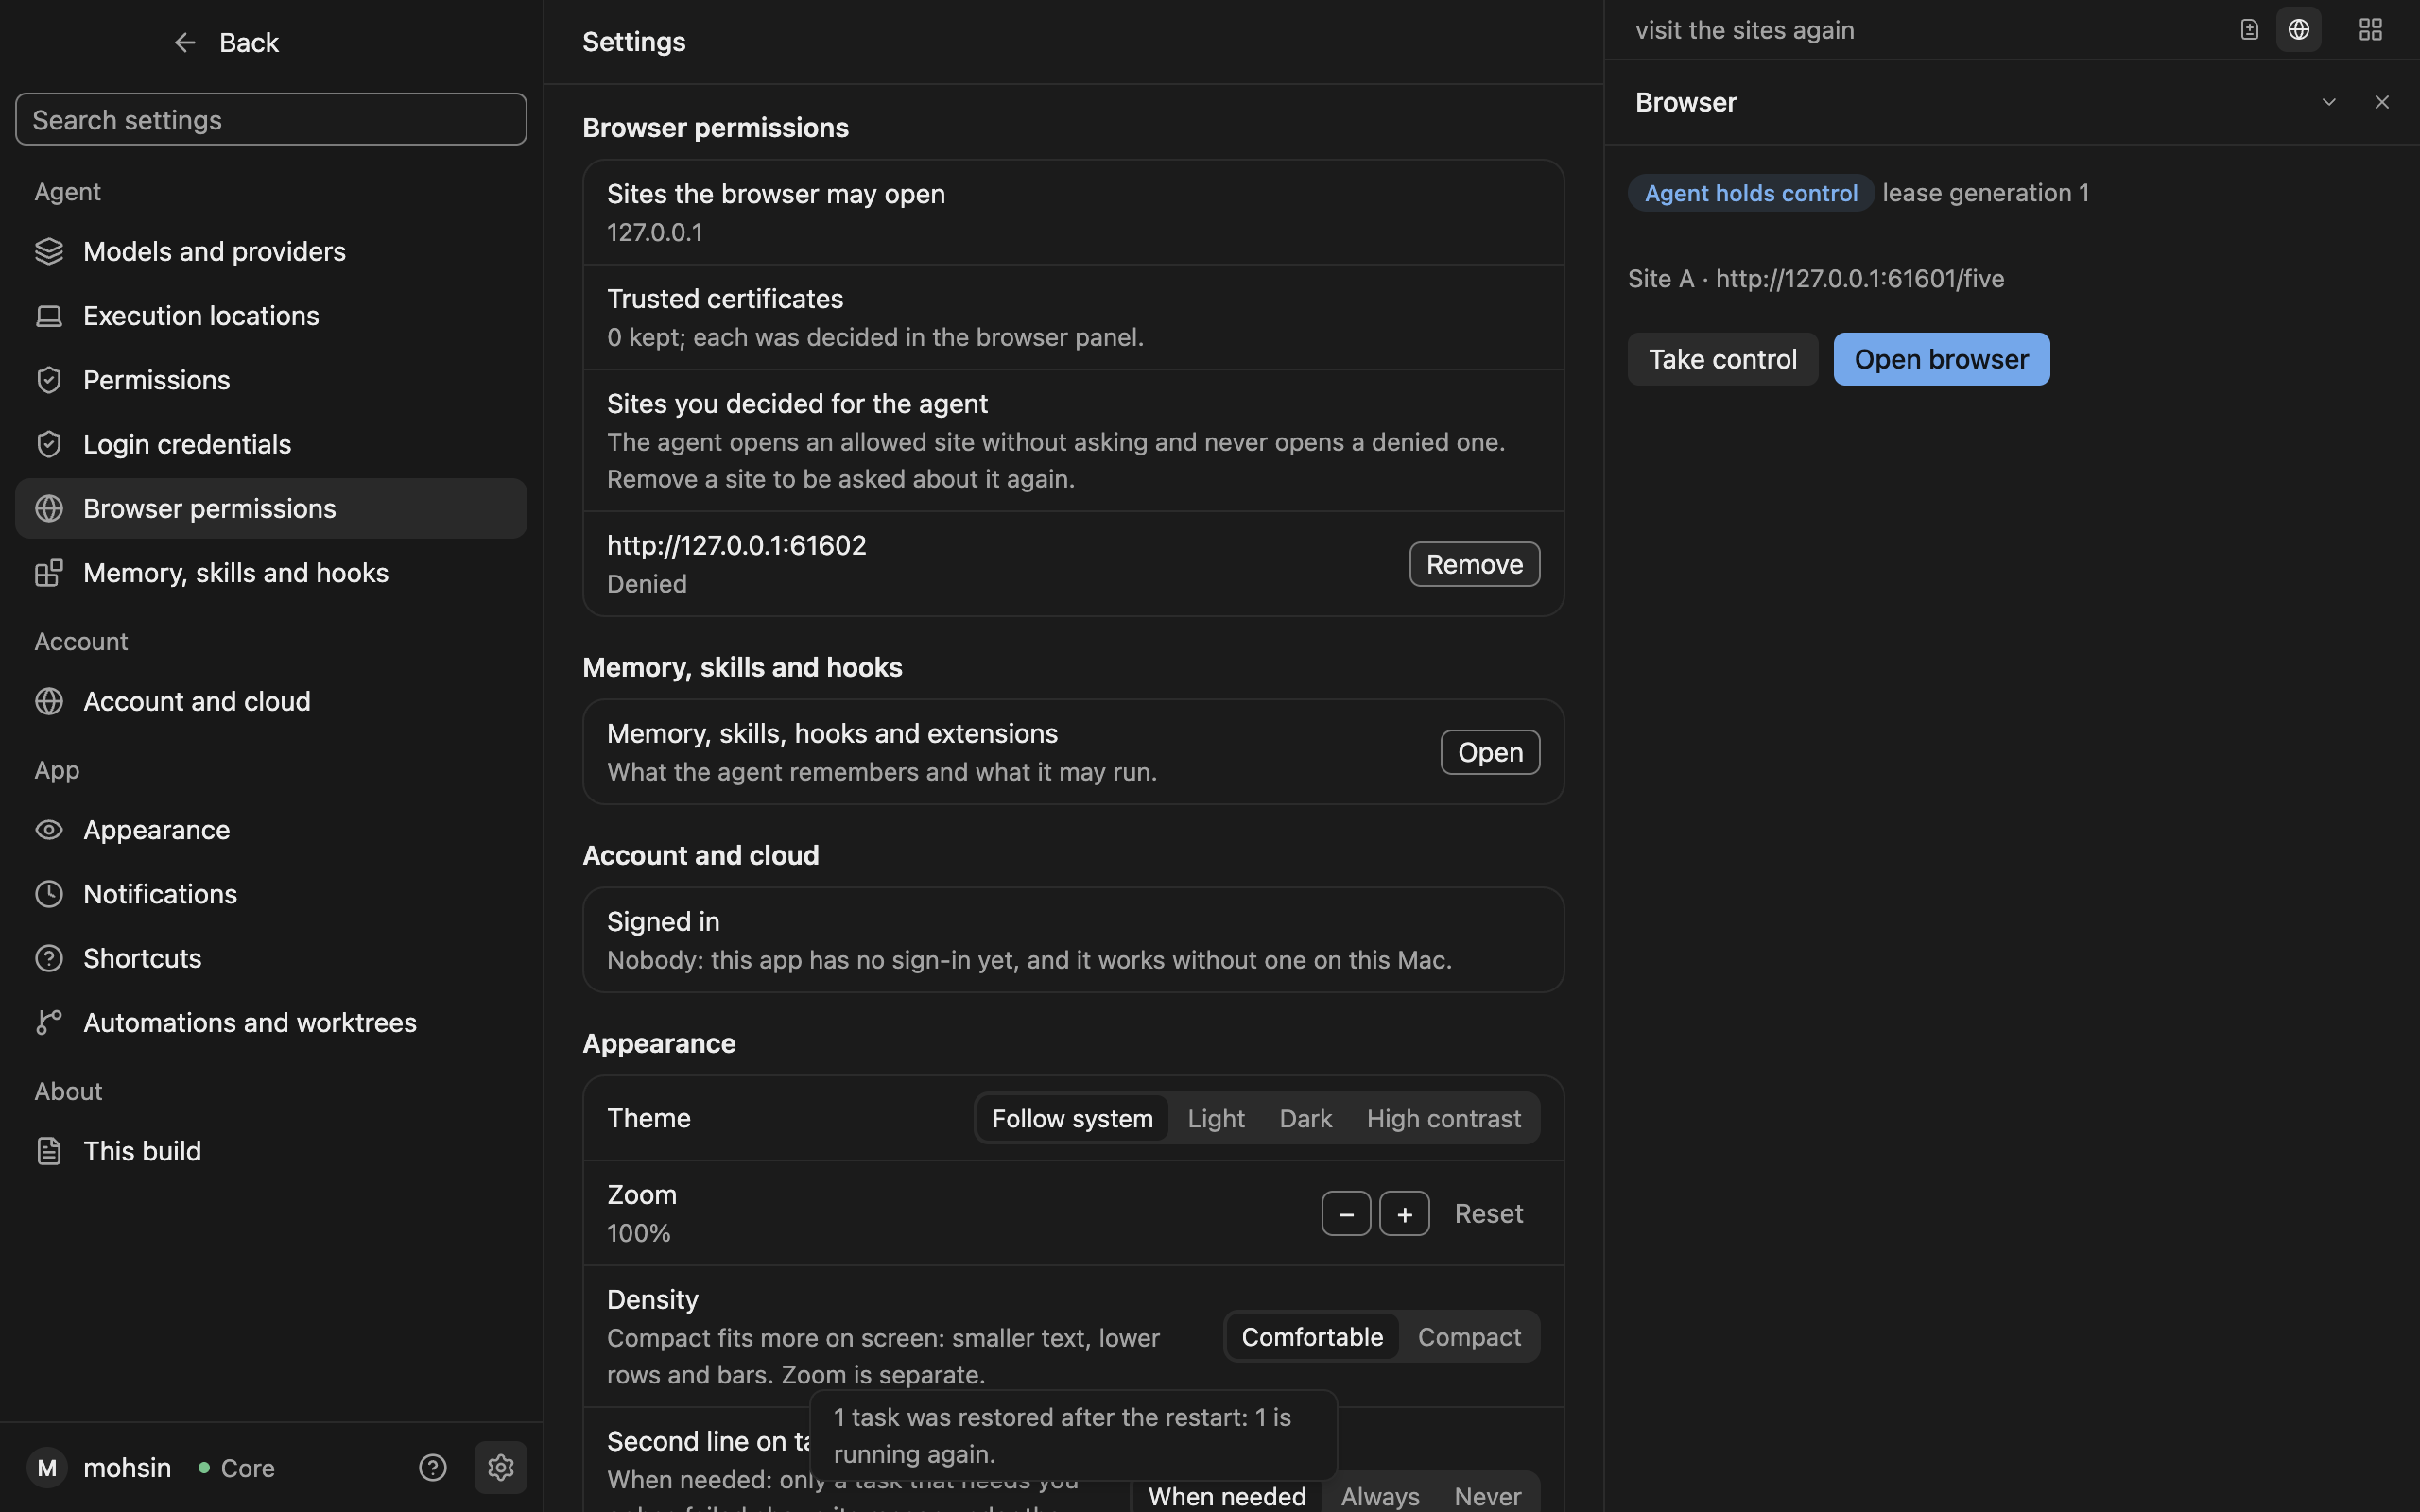 Back
Search settings
Agent
Models and providers
Execution locations
Permissions
Login credentials
Browser permissions
Memory, skills and hooks
Account
Account and cloud
App
Appearance
Notifications
Shortcuts
Automations and worktrees
About
This build
M mohsin Core
Settings
Browser permissions
Sites the browser may open
127.0.0.1
Trusted certificates
0 kept; each was decided in the browser panel.
Sites you decided for the agent
The agent opens an allowed site without asking and never opens a denied one.
Remove a site to be asked about it again.
http://127.0.0.1:61602
Denied
Remove
Memory, skills and hooks
Memory, skills, hooks and extensions
What the agent remembers and what it may run.
Open
Account and cloud
Signed in
Nobody: this app has no sign-in yet, and it works without one on this Mac.
Appearance
Theme
Follow system Light Dark High contrast
Zoom
100%
− + Reset
Density
Compact fits more on screen: smaller text, lower
rows and bars. Zoom is separate.
Comfortable Compact
Second line on
When needed: only a task that needs you
When needed Always Never
1 task was restored after the restart: 1 is
running again.
visit the sites again
Browser
Agent holds control lease generation 1
Site A · http://127.0.0.1:61601/five
Take control
Open browser